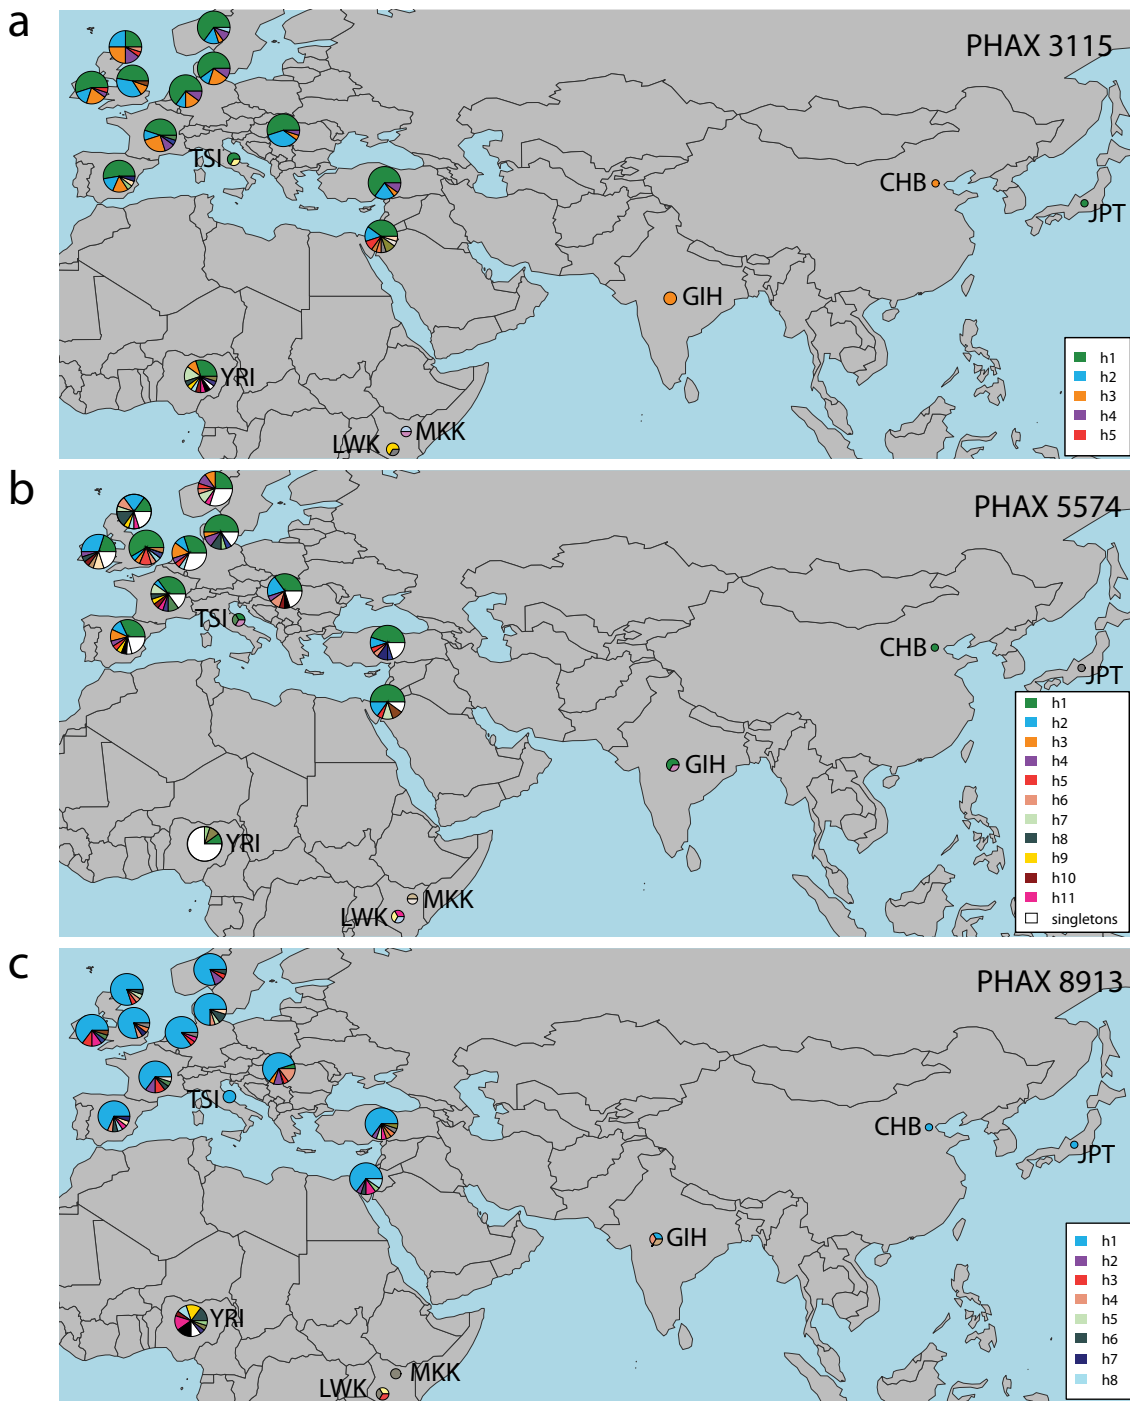 a
PHAX 3115
TSI
CHB
JPT
GIH
YRI
MKK
LWK
h1
h2
h3
h4
h5
b
PHAX 5574
TSI
CHB
JPT
GIH
YRI
MKK
LWK
h1
h2
h3
h4
h5
h6
h7
h8
h9
h10
h11
singletons
c
PHAX 8913
TSI
CHB
JPT
GIH
YRI
MKK
LWK
h1
h2
h3
h4
h5
h6
h7
h8